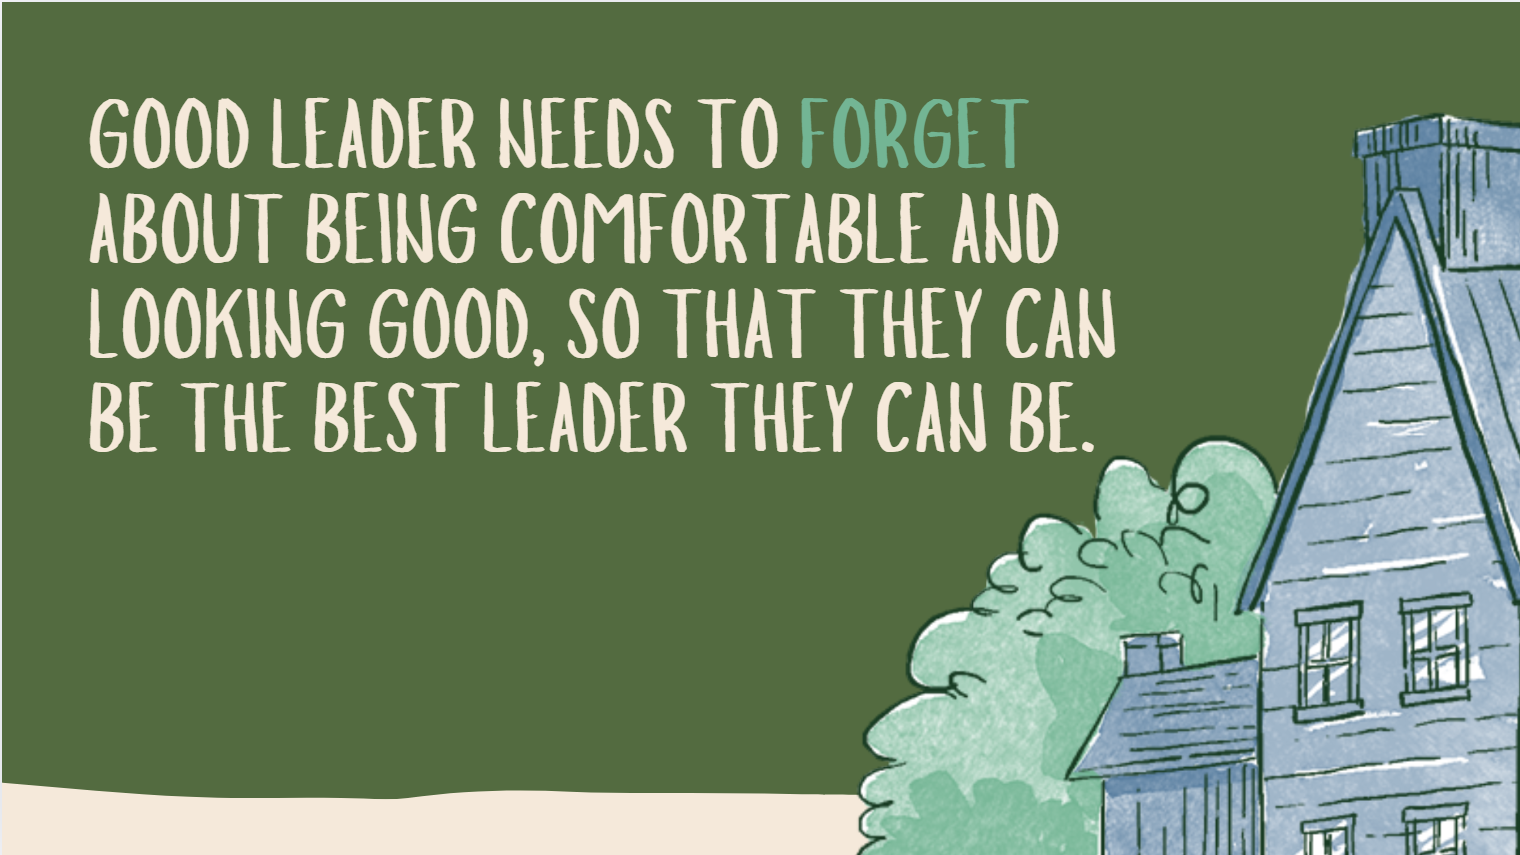 GOOD LEADER NEEDS TO FORGET
ABOUT BEING COMFORTABLE AND
LOOKING GOOD, SO THAT THEY CAN
BE THE BEST LEADER THEY CAN BE.